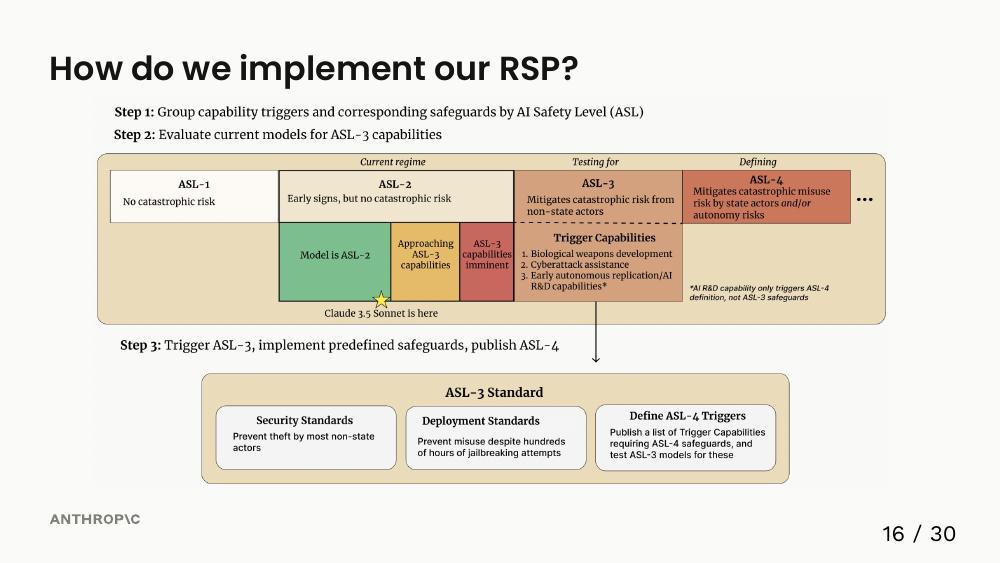 How do we implement our RSP?
Step 1: Group capability triggers and corresponding safeguards by AI Safety Level (ASL)
Step 2: Evaluate current models for ASL-3 capabilities
Current regime
Testing for
Defining
ASL-1
No catastrophic risk
ASL-2
Early signs, but no catastrophic risk
ASL-3
Mitigates catastrophic risk from
non-state actors
ASL-4
Mitigates catastrophic misuse
risk by state actors and/or
autonomy risks
...
Model is ASL-2
Approaching
ASL-3
capabilities
ASL-3
capabilities
imminent
Trigger Capabilities
1. Biological weapons development
2. Cyberattack assistance
3. Early autonomous replication/AI
R&D capabilities*
*AI R&D capability only triggers ASL-4
definition, not ASL-3 safeguards
Claude 3.5 Sonnet is here
Step 3: Trigger ASL-3, implement predefined safeguards, publish ASL-4
ASL-3 Standard
Security Standards
Prevent theft by most non-state
actors
Deployment Standards
Prevent misuse despite hundreds
of hours of jailbreaking attempts
Define ASL-4 Triggers
Publish a list of Trigger Capabilities
requiring ASL-4 safeguards, and
test ASL-3 models for these
ANTHROP\C
16 / 30